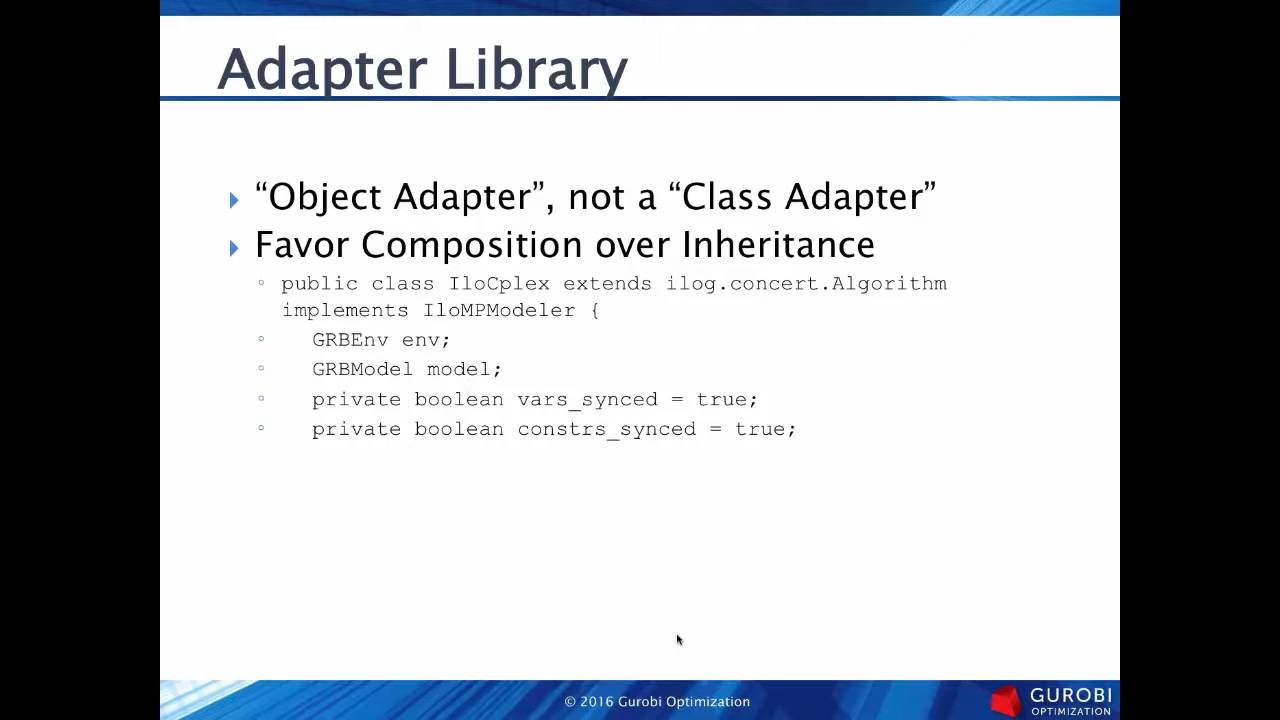 Adapter Library
“Object Adapter”, not a “Class Adapter”
Favor Composition over Inheritance
public class IloCplex extends ilog.concert.Algorithm
implements IloMPModeler {
GRBEnv env;
GRBModel model;
private boolean vars_synced = true;
private boolean constrs_synced = true;
© 2016 Gurobi Optimization
GUROBI
OPTIMIZATION